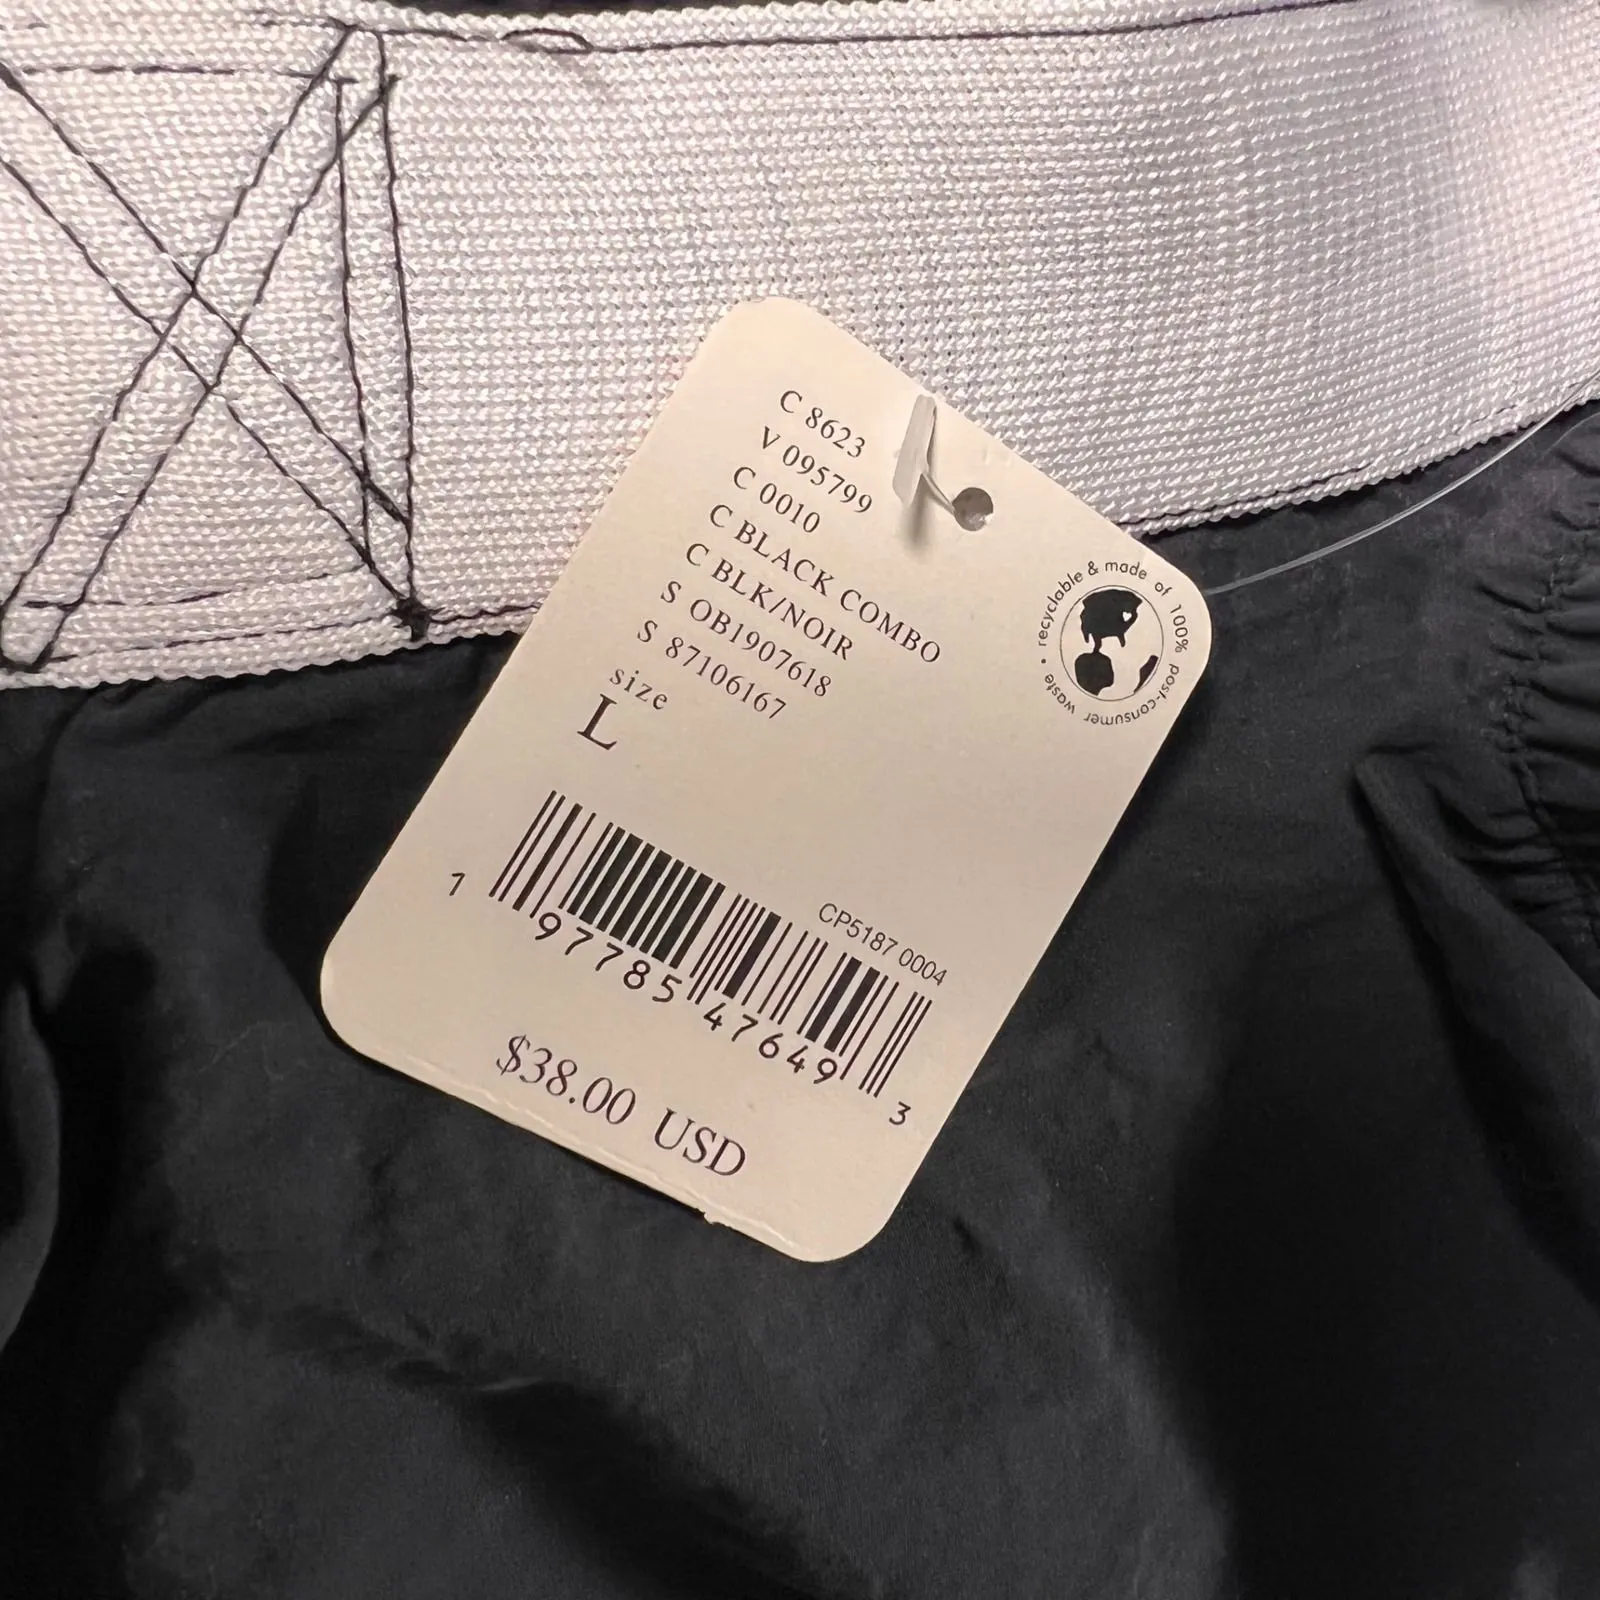 C 8623
V 095799
C 0010
C BLACK COMBO
C BLK/NOIR
S OB1907618
S 87106167
size
L
recyclable & made of 100% post-consumer waste •
CP5187 0004
1 97785 47649 3
$38.00 USD